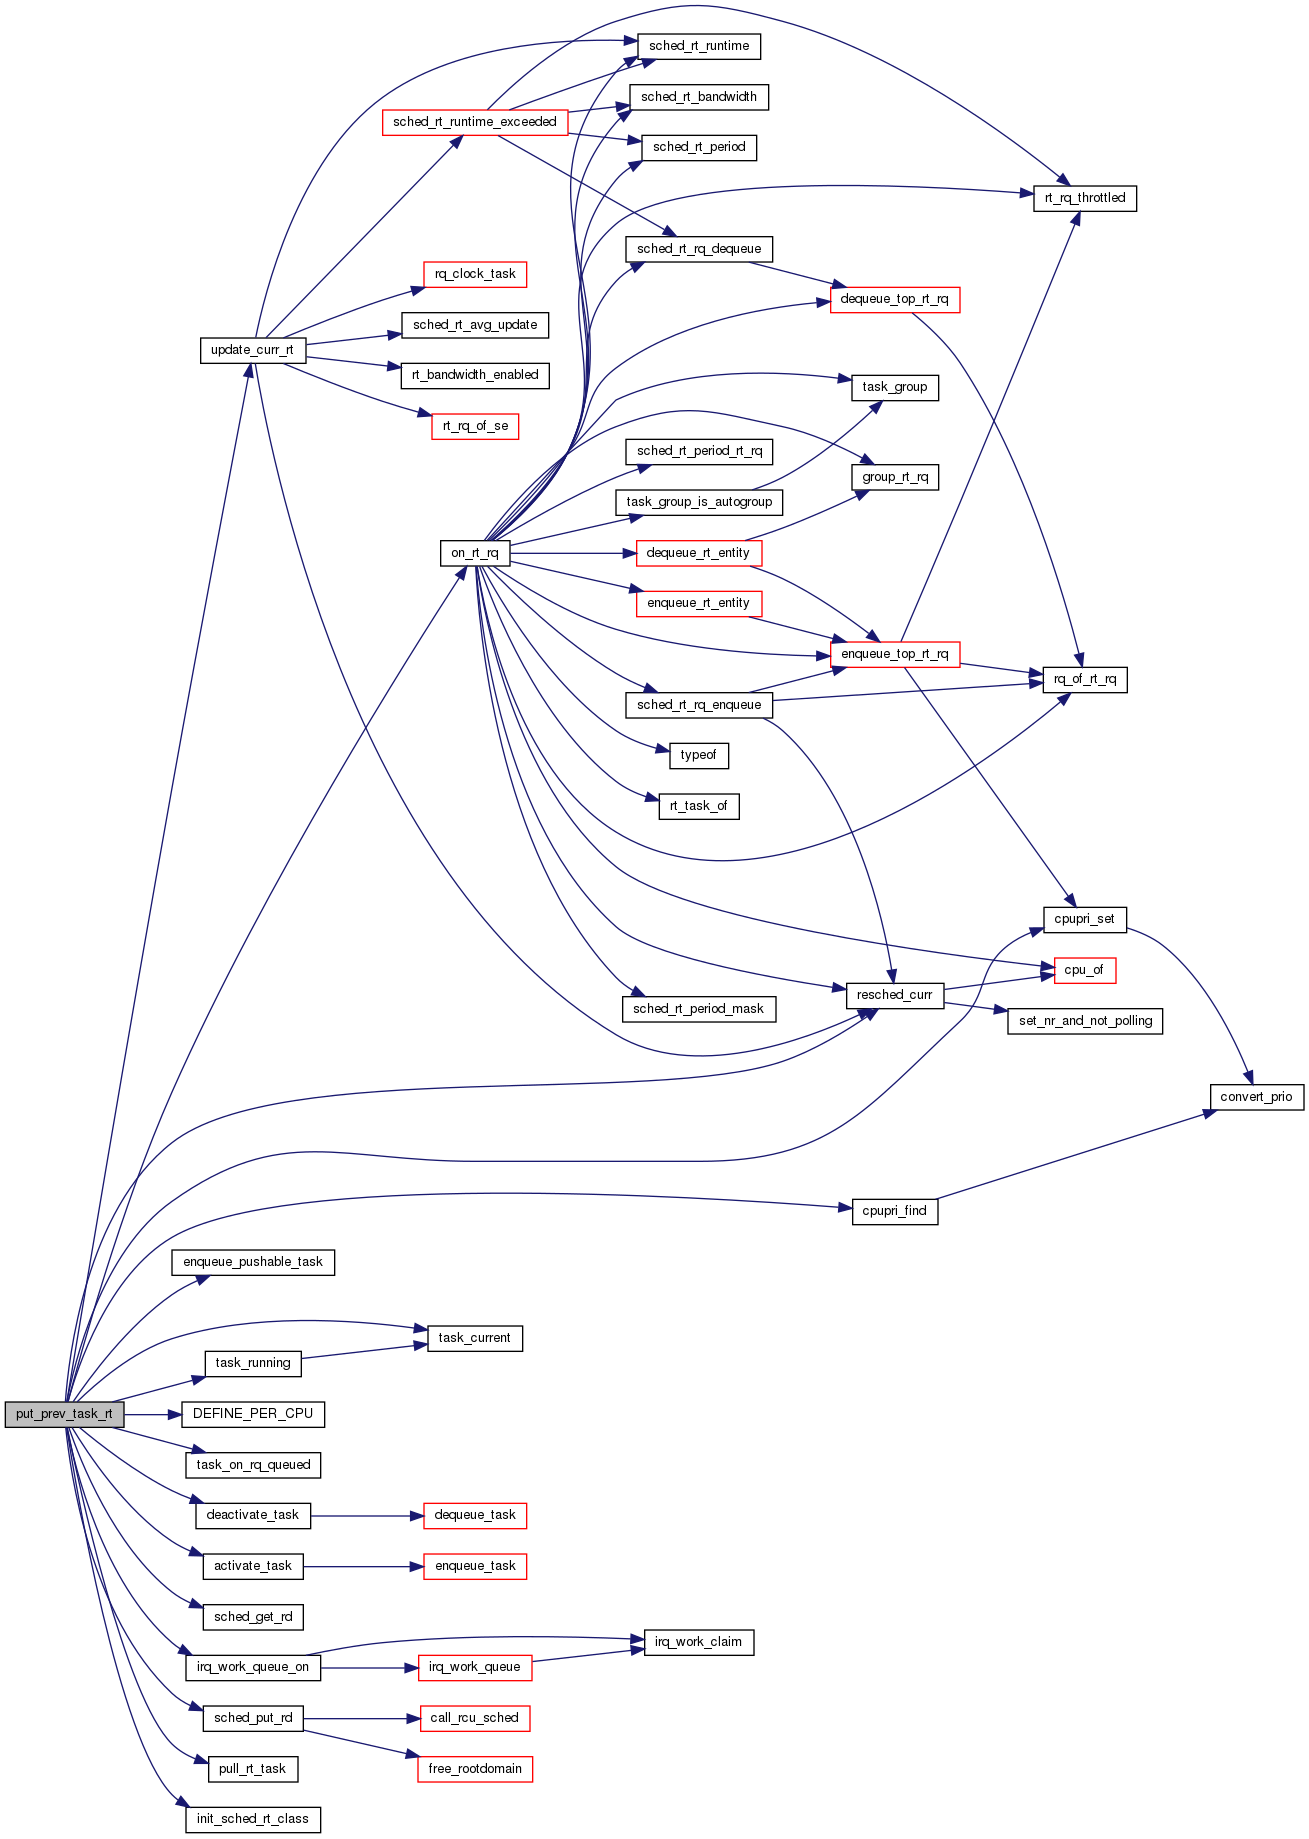 sched_rt_runtime
sched_rt_bandwidth
sched_rt_runtime_exceeded
sched_rt_period
rt_rq_throttled
sched_rt_rq_dequeue
rq_clock_task
dequeue_top_rt_rq
sched_rt_avg_update
update_curr_rt
rt_bandwidth_enabled
task_group
rt_rq_of_se
sched_rt_period_rt_rq
group_rt_rq
task_group_is_autogroup
on_rt_rq
dequeue_rt_entity
enqueue_rt_entity
enqueue_top_rt_rq
rq_of_rt_rq
sched_rt_rq_enqueue
typeof
rt_task_of
cpupri_set
cpu_of
resched_curr
sched_rt_period_mask
set_nr_and_not_polling
convert_prio
cpupri_find
enqueue_pushable_task
task_current
task_running
put_prev_task_rt
DEFINE_PER_CPU
task_on_rq_queued
deactivate_task
dequeue_task
activate_task
enqueue_task
sched_get_rd
irq_work_claim
irq_work_queue_on
irq_work_queue
sched_put_rd
call_rcu_sched
pull_rt_task
free_rootdomain
init_sched_rt_class